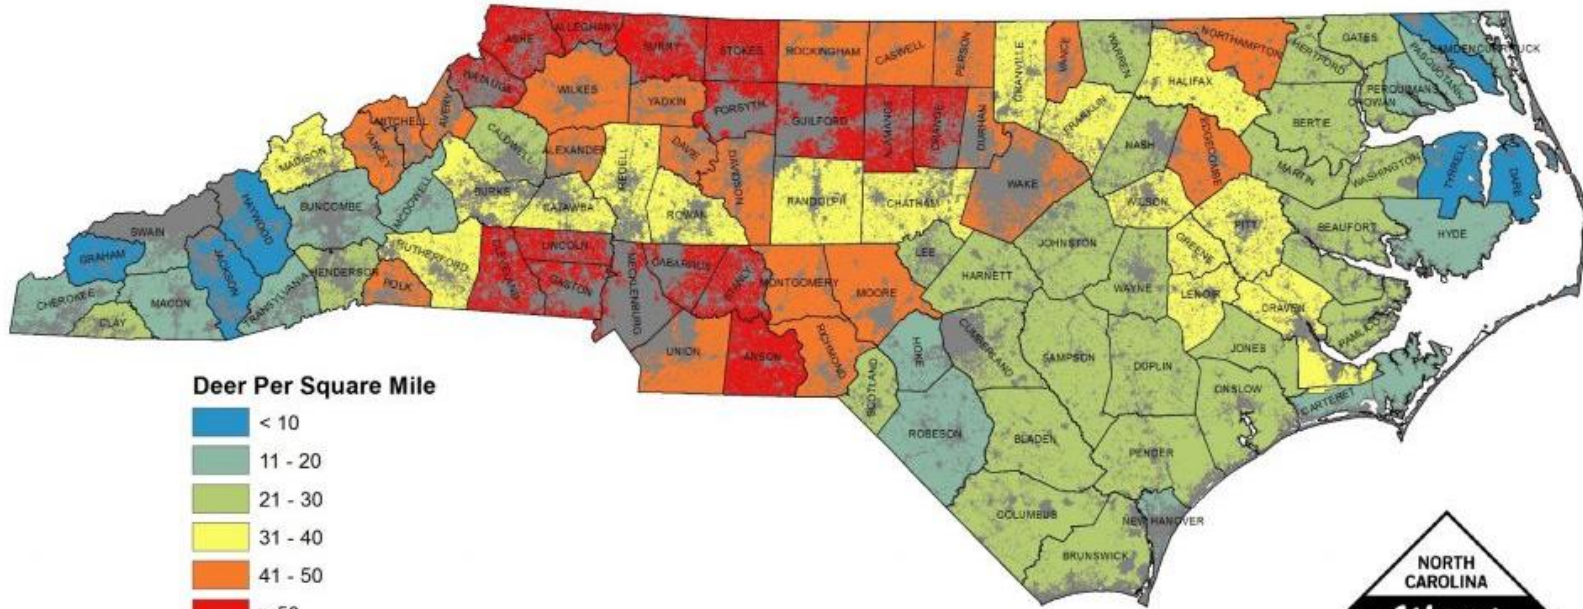 ASHE
ALLEGHANY
SURRY
STOKES
ROCKINGHAM
CASWELL
PERSON
GRANVILLE
VANCE
WARREN
NORTHAMPTON
HERTFORD
GATES
CAMDEN
CURRITUCK
PASQUOTANK
PERQUIMANS
CHOWAN
HALIFAX
WATAUGA
WILKES
YADKIN
FORSYTH
GUILFORD
ALAMANCE
ORANGE
DURHAM
FRANKLIN
NASH
EDGECOMBE
BERTIE
MARTIN
WASHINGTON
TYRRELL
DARE
AVERY
MITCHELL
YANCEY
MADISON
CALDWELL
ALEXANDER
IREDELL
DAVIE
DAVIDSON
RANDOLPH
CHATHAM
WAKE
WILSON
PITT
BEAUFORT
HYDE
HAYWOOD
BUNCOMBE
MCDOWELL
BURKE
CATAWBA
ROWAN
SWAIN
GRAHAM
JACKSON
CHEROKEE
CLAY
MACON
TRANSYLVANIA
HENDERSON
POLK
RUTHERFORD
CLEVELAND
LINCOLN
GASTON
MECKLENBURG
CABARRUS
STANLY
MONTGOMERY
MOORE
LEE
HARNETT
JOHNSTON
WAYNE
GREENE
LENOIR
CRAVEN
PAMLICO
UNION
ANSON
RICHMOND
SCOTLAND
HOKE
CUMBERLAND
SAMPSON
DUPLIN
JONES
ONSLOW
CARTERET
ROBESON
BLADEN
PENDER
COLUMBUS
NEW HANOVER
BRUNSWICK
Deer Per Square Mile
< 10
11 - 20
21 - 30
31 - 40
41 - 50
NORTH
CAROLINA